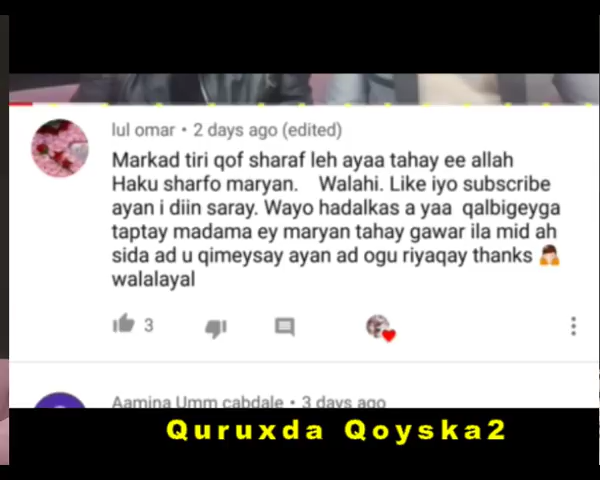 lul omar • 2 days ago (edited)
Markad tiri qof sharaf leh ayaa tahay ee allah
Haku sharfo maryan. Walahi. Like iyo subscribe
ayan i diin saray. Wayo hadalkas a yaa qalbigeyga
taptay madama ey maryan tahay gawar ila mid ah
sida ad u qimeysay ayan ad ogu riyaqay thanks 🙇
walalayal
3
Aamina Umm cabdale • 3 days ago
Quruxda Qoyska2